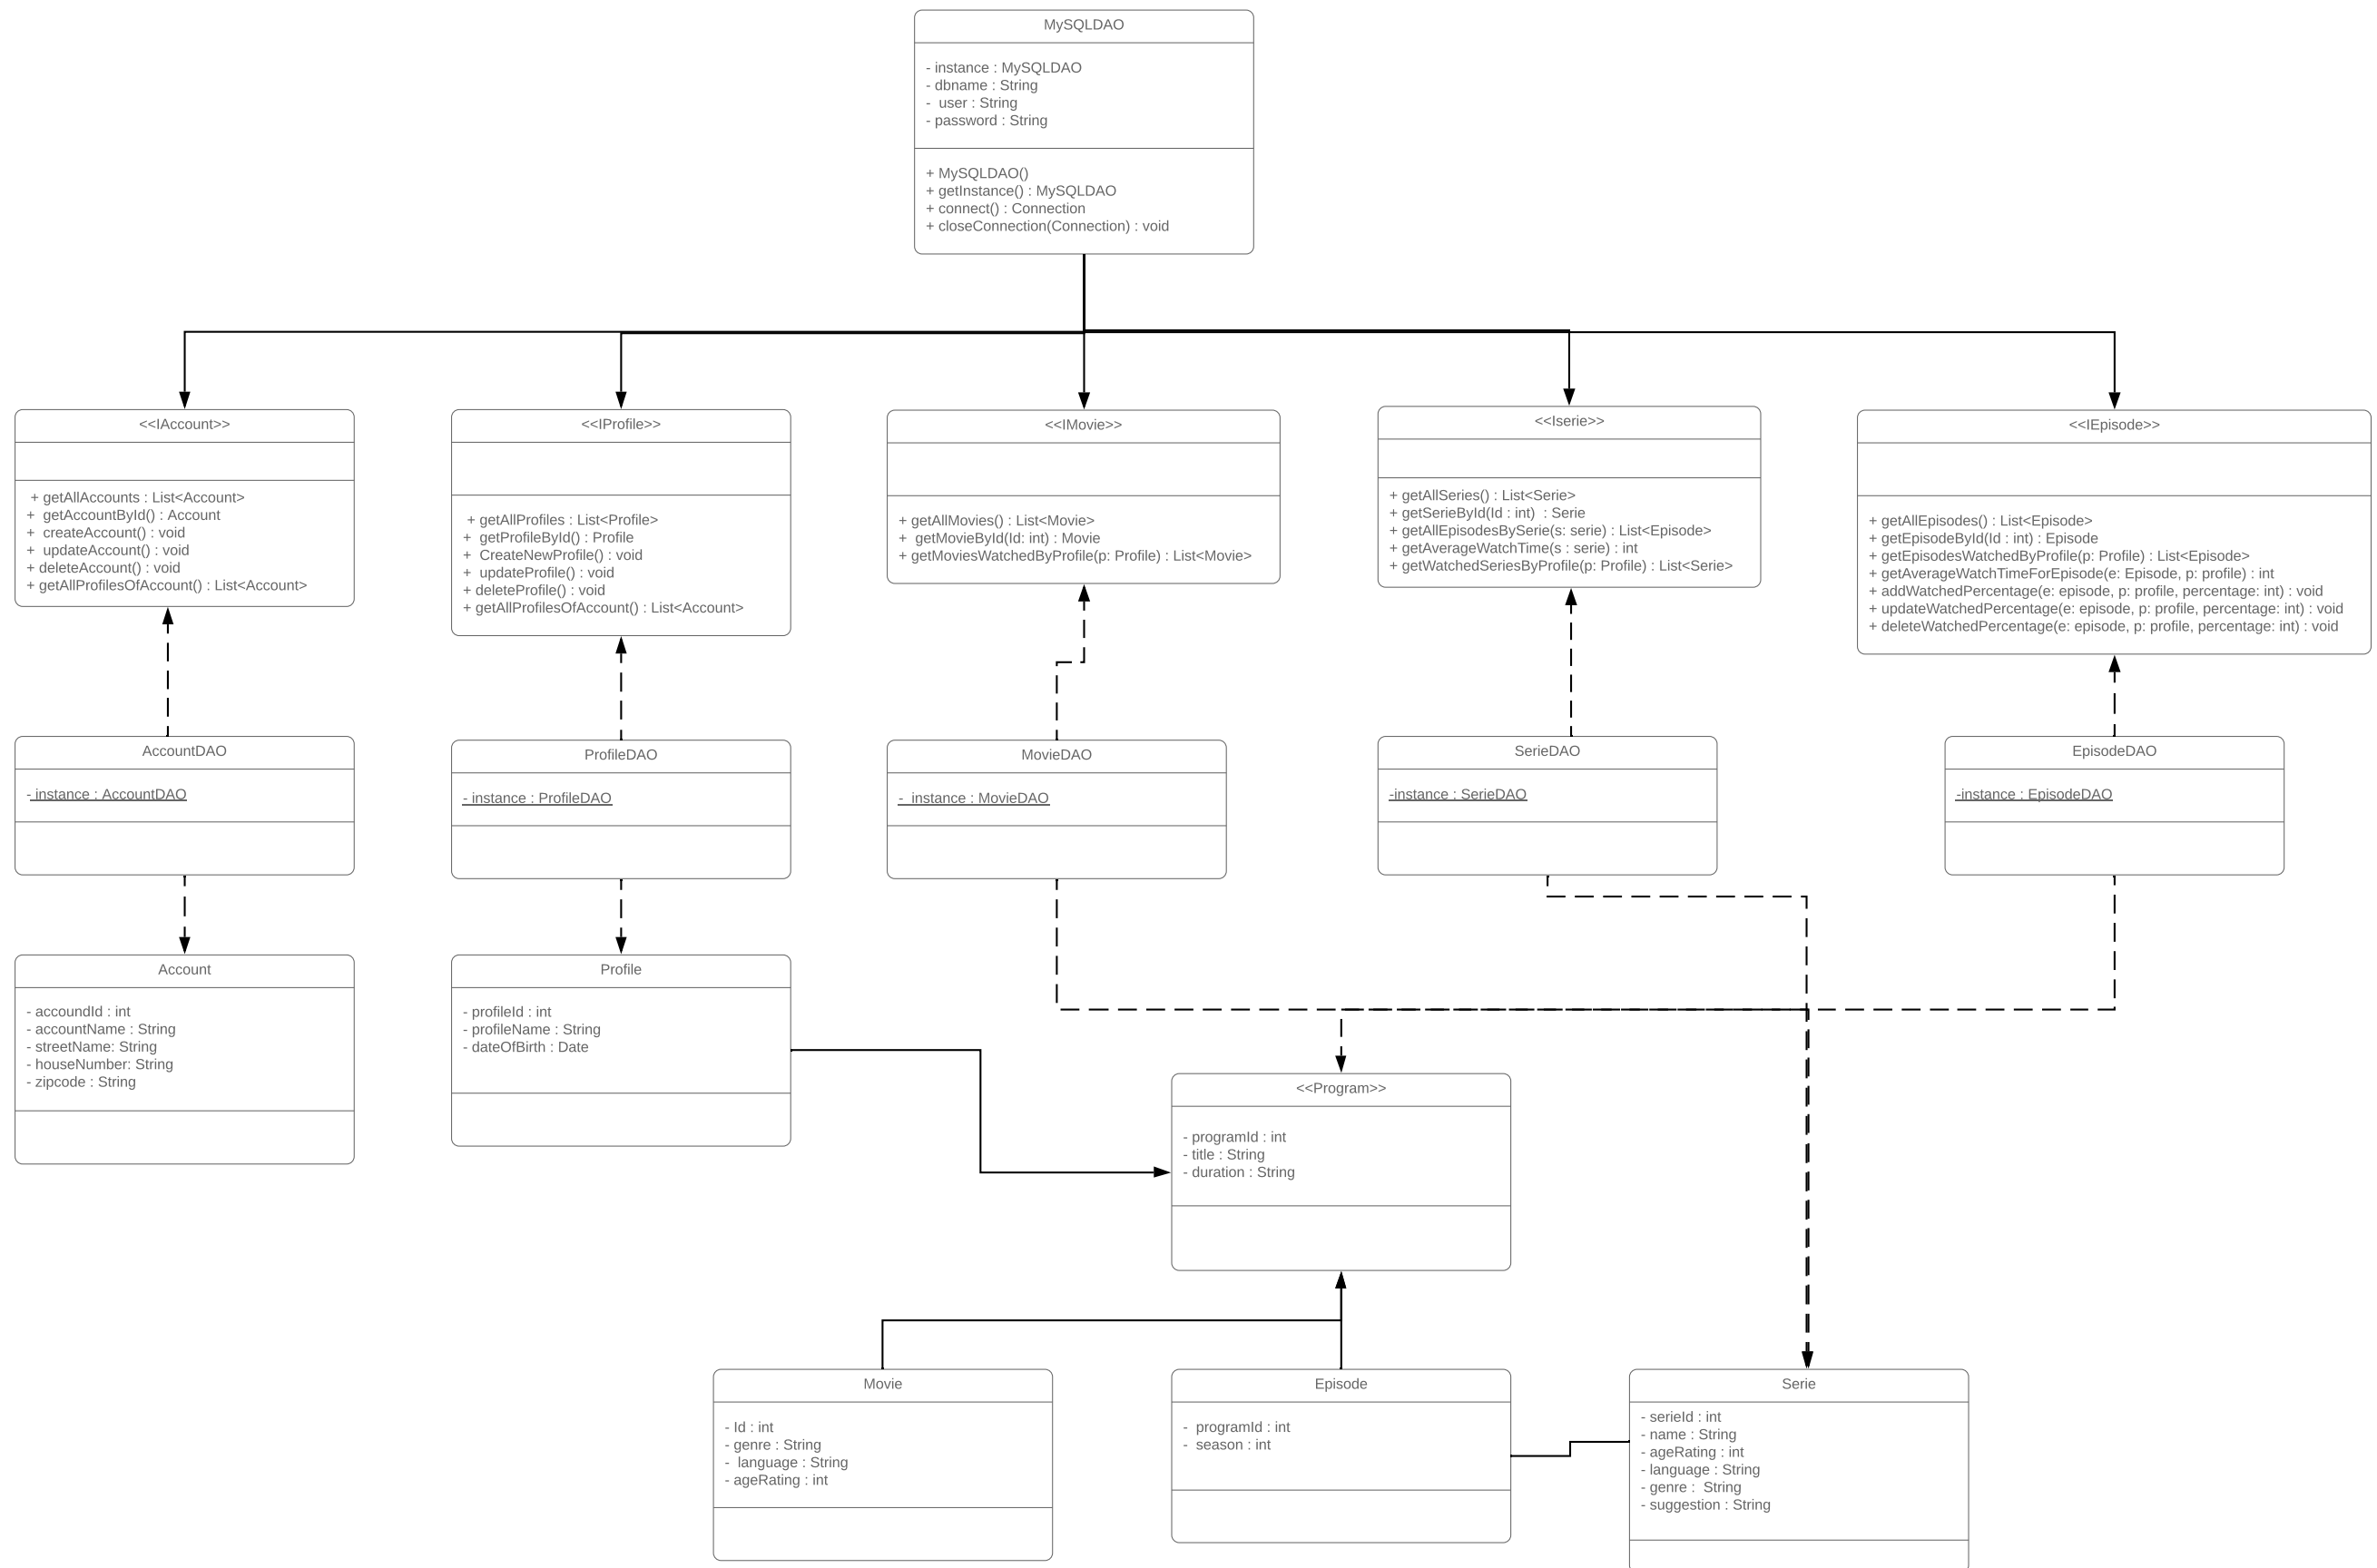 MySQLDAO
- instance : MySQLDAO
- dbname : String
-  user : String
- password : String
+ MySQLDAO()
+ getInstance() : MySQLDAO
+ connect() : Connection
+ closeConnection(Connection) : void
<<IAccount>>
+ getAllAccounts : List<Account>
+  getAccountById() : Account
+  createAccount() : void
+  updateAccount() : void
+ deleteAccount() : void
+ getAllProfilesOfAccount() : List<Account>
<<IProfile>>
+ getAllProfiles : List<Profile>
+  getProfileById() : Profile
+  CreateNewProfile() : void
+  updateProfile() : void
+ deleteProfile() : void
+ getAllProfilesOfAccount() : List<Account>
<<IMovie>>
+ getAllMovies() : List<Movie>
+  getMovieById(Id: int) : Movie
+ getMoviesWatchedByProfile(p: Profile) : List<Movie>
<<Iserie>>
+ getAllSeries() : List<Serie>
+ getSerieById(Id : int)  : Serie
+ getAllEpisodesBySerie(s: serie) : List<Episode>
+ getAverageWatchTime(s : serie) : int
+ getWatchedSeriesByProfile(p: Profile) : List<Serie>
<<IEpisode>>
+ getAllEpisodes() : List<Episode>
+ getEpisodeById(Id : int) : Episode
+ getEpisodesWatchedByProfile(p: Profile) : List<Episode>
+ getAverageWatchTimeForEpisode(e: Episode, p: profile) : int
+ addWatchedPercentage(e: episode, p: profile, percentage: int) : void
+ updateWatchedPercentage(e: episode, p: profile, percentage: int) : void
+ deleteWatchedPercentage(e: episode, p: profile, percentage: int) : void
AccountDAO
- instance : AccountDAO
ProfileDAO
- instance : ProfileDAO
MovieDAO
-  instance : MovieDAO
SerieDAO
-instance : SerieDAO
EpisodeDAO
-instance : EpisodeDAO
Account
- accoundId : int
- accountName : String
- streetName: String
- houseNumber: String
- zipcode : String
Profile
- profileId : int
- profileName : String
- dateOfBirth : Date
<<Program>>
- programId : int
- title : String
- duration : String
Movie
- Id : int
- genre : String
-  language : String
- ageRating : int
Episode
-  programId : int
-  season : int
Serie
- serieId : int
- name : String
- ageRating : int
- language : String
- genre :  String
- suggestion : String